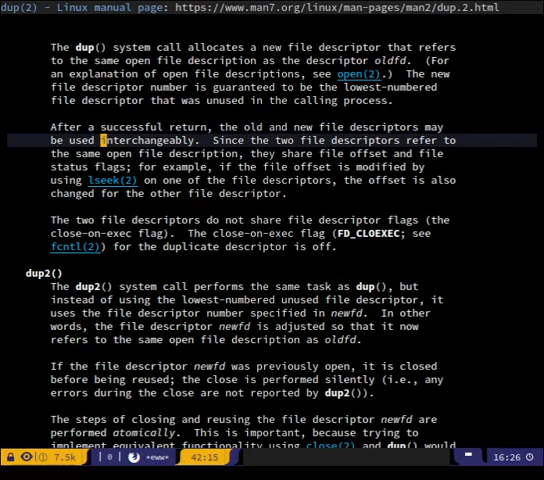 dup(2) - Linux manual page: https://www.man7.org/linux/man-pages/man2/dup.2.html
The dup() system call allocates a new file descriptor that refers
to the same open file description as the descriptor oldfd.  (For
an explanation of open file descriptions, see open(2).)  The new
file descriptor number is guaranteed to be the lowest-numbered
file descriptor that was unused in the calling process.
After a successful return, the old and new file descriptors may
be used interchangeably.  Since the two file descriptors refer to
the same open file description, they share file offset and file
status flags; for example, if the file offset is modified by
using lseek(2) on one of the file descriptors, the offset is also
changed for the other file descriptor.
The two file descriptors do not share file descriptor flags (the
close-on-exec flag).  The close-on-exec flag (FD_CLOEXEC; see
fcntl(2)) for the duplicate descriptor is off.
dup2()
The dup2() system call performs the same task as dup(), but
instead of using the lowest-numbered unused file descriptor, it
uses the file descriptor number specified in newfd.  In other
words, the file descriptor newfd is adjusted so that it now
refers to the same open file description as oldfd.
If the file descriptor newfd was previously open, it is closed
before being reused; the close is performed silently (i.e., any
errors during the close are not reported by dup2()).
The steps of closing and reusing the file descriptor newfd are
performed atomically.  This is important, because trying to
implement equivalent functionality using close(2) and dup() would
7.5k | 0 *eww* 42:15 16:26